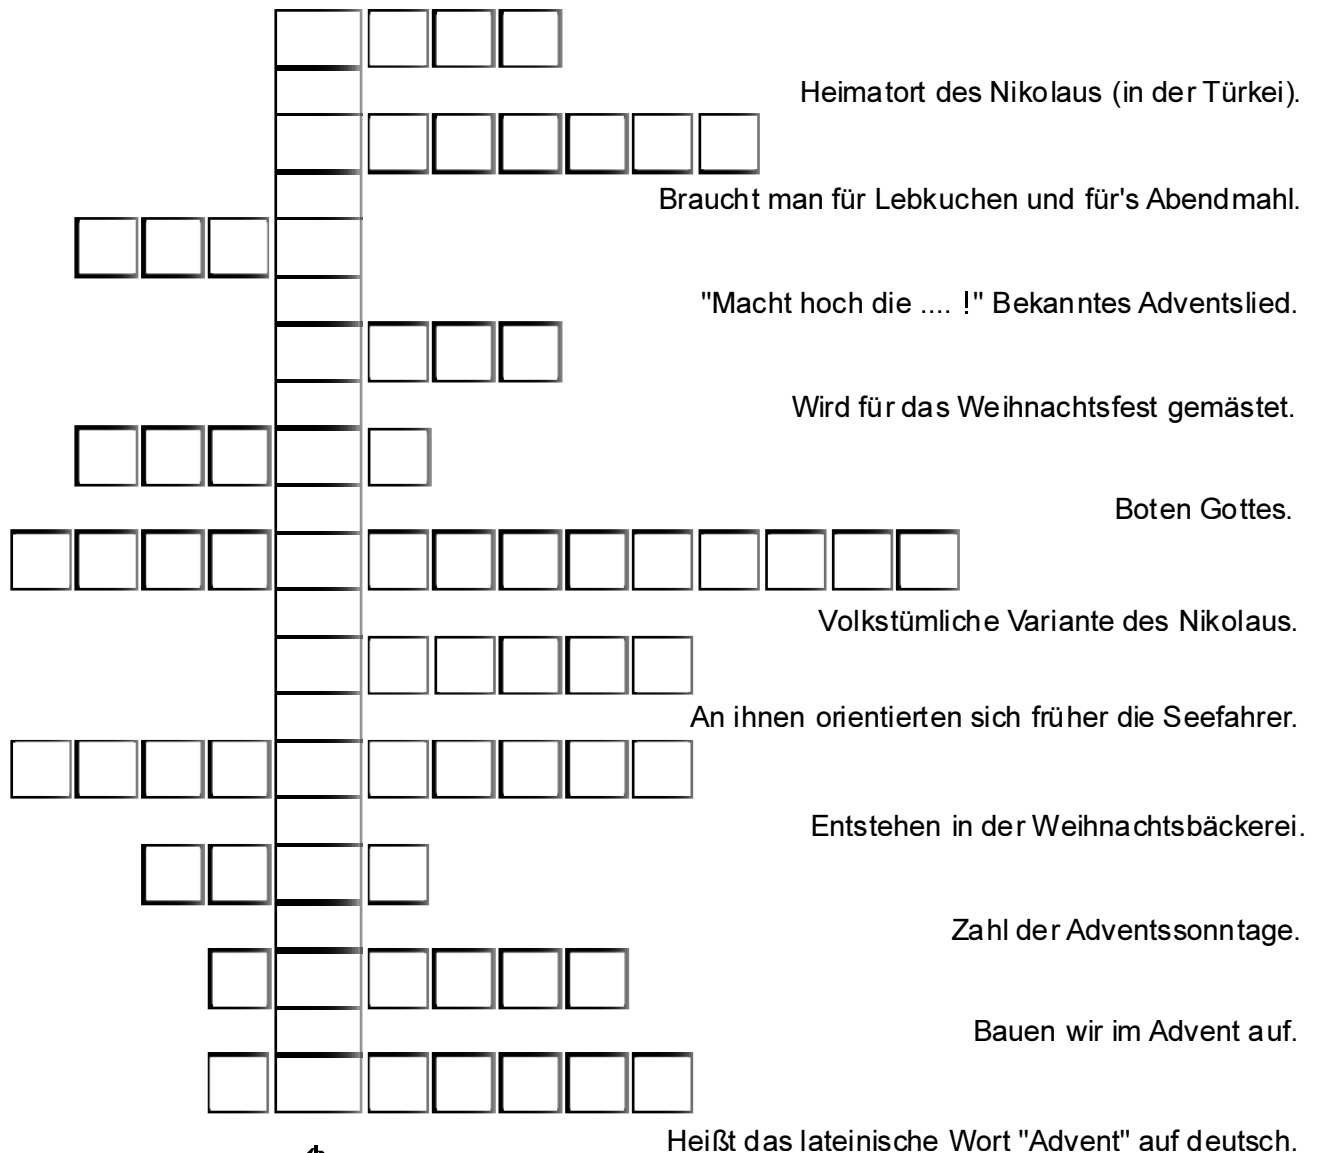 Heimatort des Nikolaus (in der Türkei).
Braucht man für Lebkuchen und für's Abendmahl.
"Macht hoch die .... !" Bekanntes Adventslied.
Wird für das Weihnachtsfest gemästet.
Boten Gottes.
Volkstümliche Variante des Nikolaus.
An ihnen orientierten sich früher die Seefahrer.
Entstehen in der Weihnachtsbäckerei.
Zahl der Adventssonntage.
Bauen wir im Advent auf.
Heißt das lateinische Wort "Advent" auf deutsch.